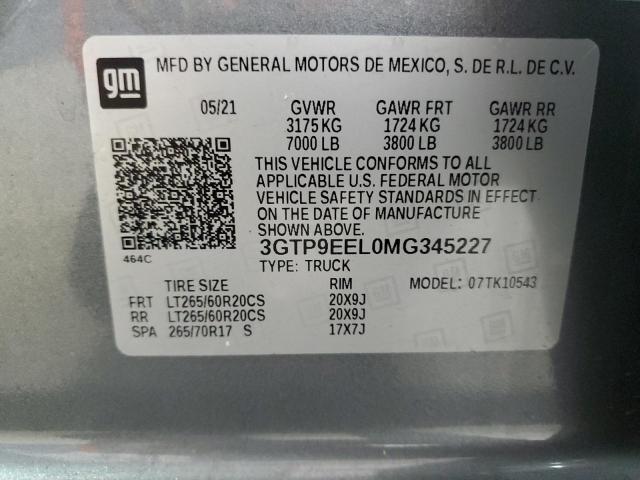 gm
MFD BY GENERAL MOTORS DE MEXICO, S. DE R.L. DE C.V.
05/21 GVWR GAWR FRT GAWR RR
3175 KG 1724 KG 1724 KG
7000 LB 3800 LB 3800 LB
THIS VEHICLE CONFORMS TO ALL
APPLICABLE U.S. FEDERAL MOTOR
VEHICLE SAFETY STANDARDS IN EFFECT
ON THE DATE OF MANUFACTURE
SHOWN ABOVE.
464C
3GTP9EEL0MG345227
TYPE: TRUCK
TIRE SIZE RIM MODEL: 07TK10543
FRT LT265/60R20CS 20X9J
RR LT265/60R20CS 20X9J
SPA 265/70R17 S 17X7J